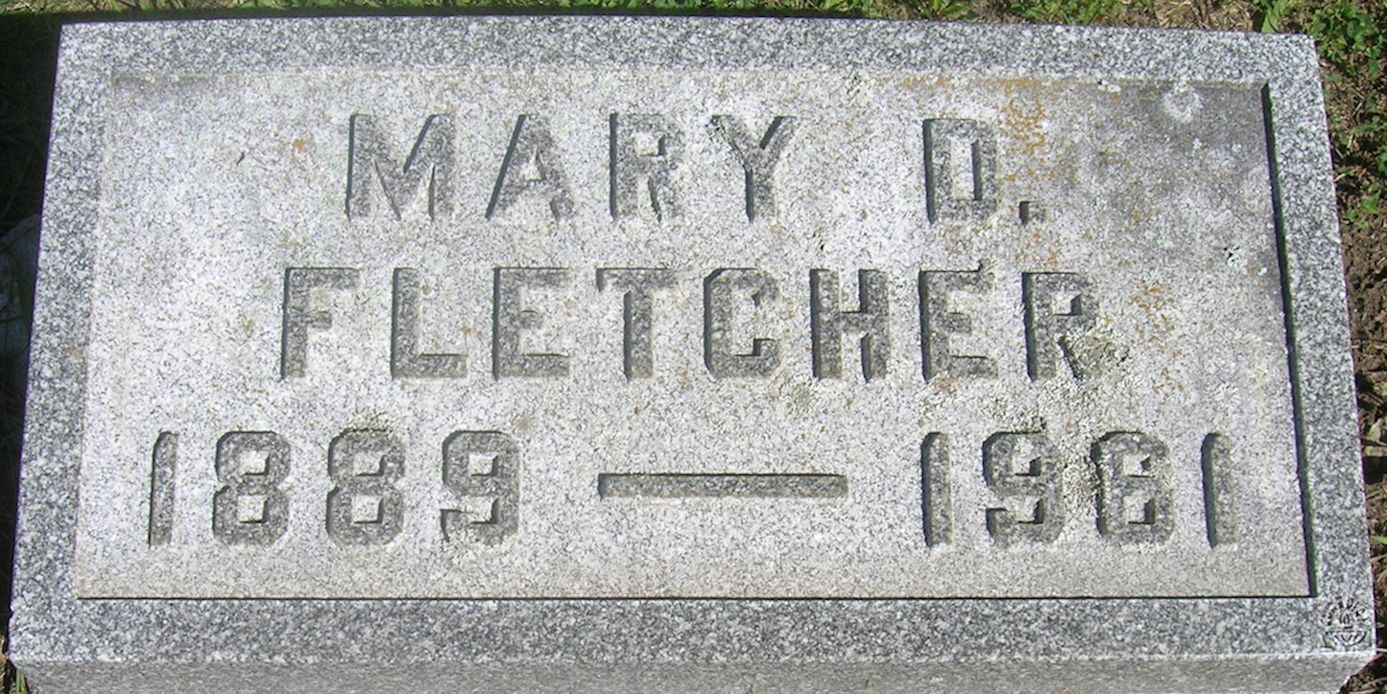 MARY D.
FLETCHER
1889 — 1961